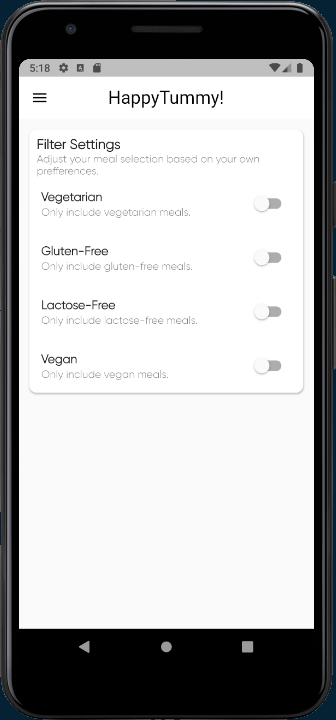 5:18
HappyTummy!
Filter Settings
Adjust your meal selection based on your own
prefferences.
Vegetarian
Only include vegetarian meals.
Gluten-Free
Only include gluten-free meals.
Lactose-Free
Only include lactose-free meals.
Vegan
Only include vegan meals.